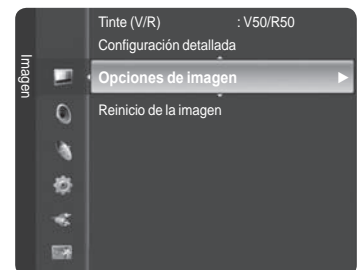 Imagen
Tinte (V/R) : V50/R50
Configuración detallada
Opciones de imagen
Reinicio de la imagen